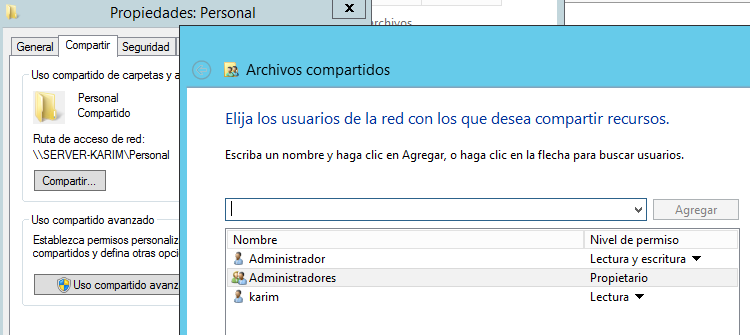 Propiedades: Personal
x
archivos
General
Compartir
Seguridad
Uso compartido de carpetas y a
Personal
Compartido
Ruta de acceso de red:
\\SERVER-KARIM\Personal
Compartir...
Uso compartido avanzado
Establezca permisos personaliz
compartidos y defina otras opci
Uso compartido avanz
Archivos compartidos
Elija los usuarios de la red con los que desea compartir recursos.
Escriba un nombre y haga clic en Agregar, o haga clic en la flecha para buscar usuarios.
Agregar
Nombre Nivel de permiso
Administrador Lectura y escritura
Administradores Propietario
karim Lectura